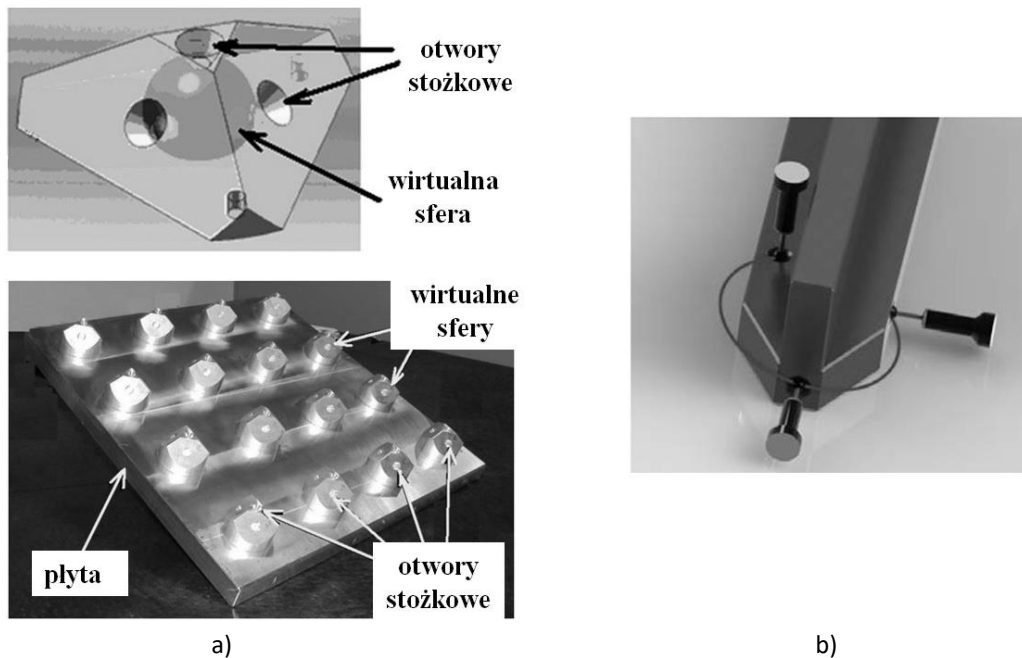 otwory
stożkowe
wirtualna
sfera
wirtualne
sfery
płyta
otwory
stożkowe
a)
b)